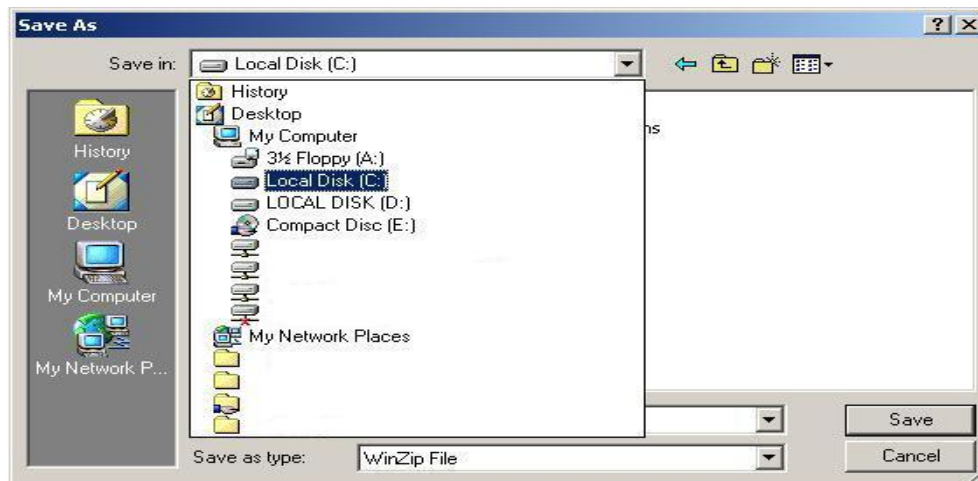 Save As
Save in: Local Disk (C:)
History
Desktop
My Computer
3½ Floppy (A:)
Local Disk (C:)
LOCAL DISK (D:)
Compact Disc (E:)
My Network Places
History
Desktop
My Computer
My Network P...
ns
Save
Save as type: WinZip File
Cancel